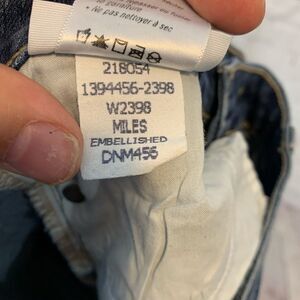 • Ne pas nettoyer à sec
218054
1394456-2398
W2398
MILES
EMBELLISHED
DNM456